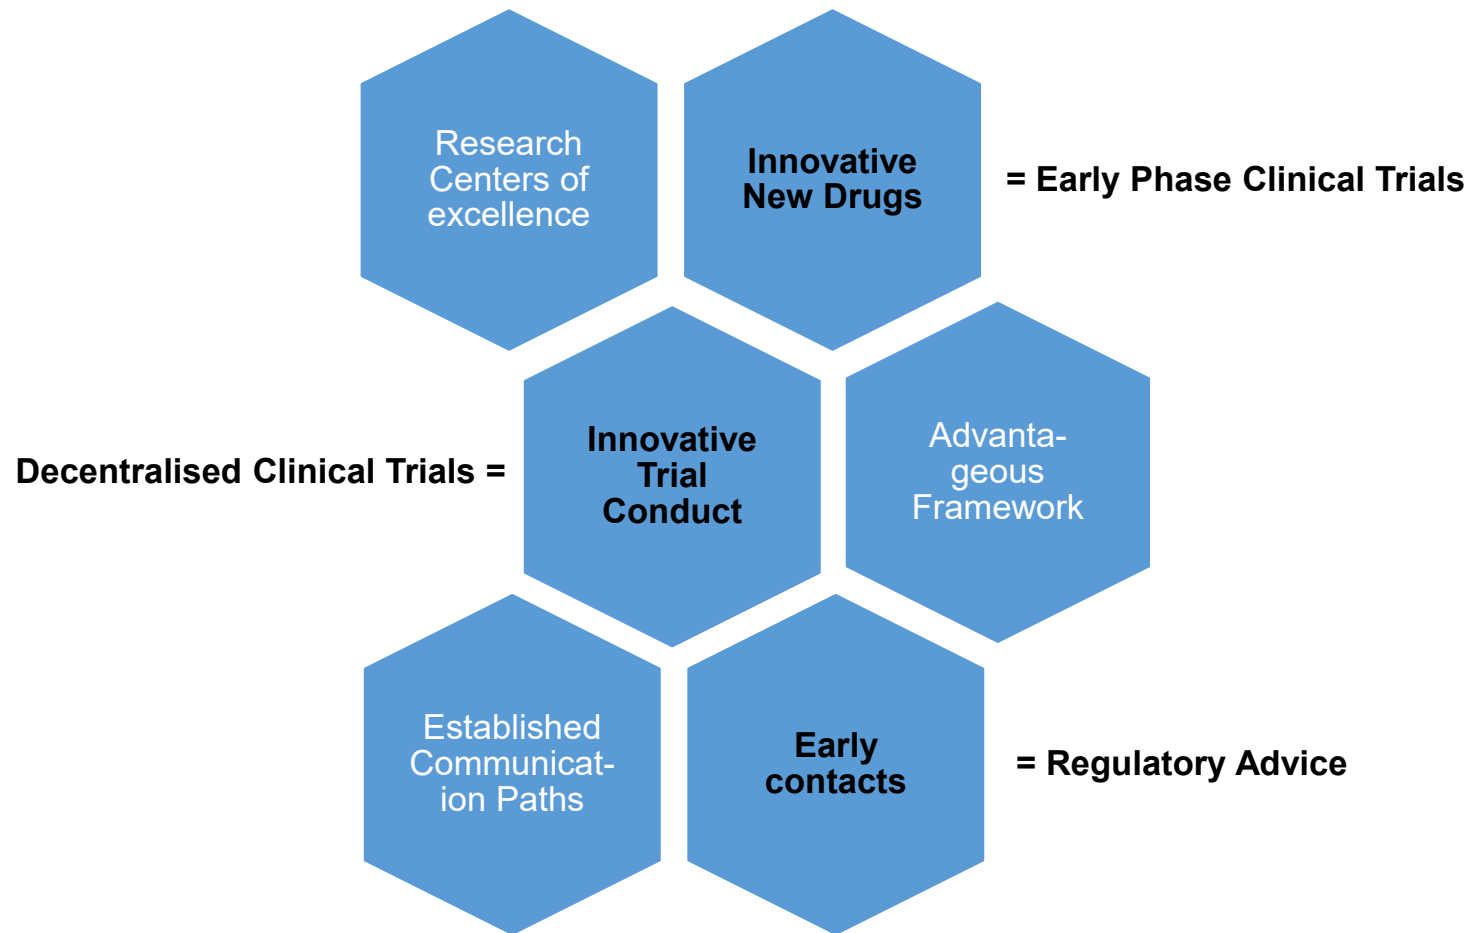 Research
Centers of
excellence
Innovative
New Drugs
= Early Phase Clinical Trials
Decentralised Clinical Trials =
Innovative
Trial
Conduct
Advanta-
geous
Framework
Established
Communicat-
ion Paths
Early
contacts
= Regulatory Advice